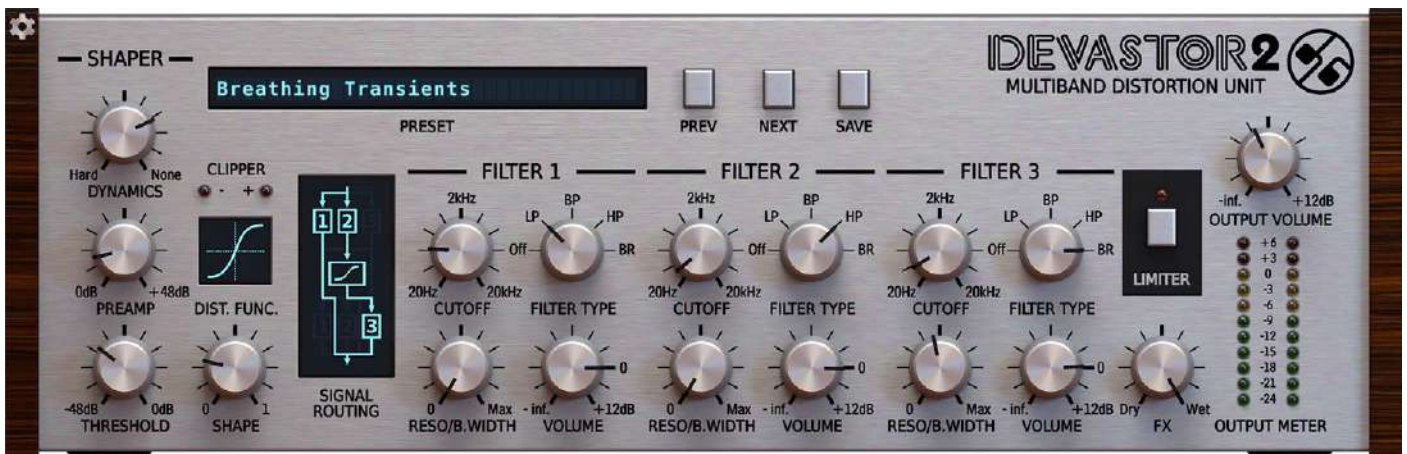 SHAPER
Hard
None
DYNAMICS
0dB
+48dB
PREAMP
-48dB
0dB
THRESHOLD
Breathing Transients
PRESET
PREV
NEXT
SAVE
DEVASTOR2
MULTIBAND DISTORTION UNIT
CLIPPER
- +
DIST. FUNC.
0
1
SHAPE
1 2
3
SIGNAL
ROUTING
FILTER 1
2kHz
20Hz
20kHz
CUTOFF
Off
LP
BP
HP
BR
FILTER TYPE
0
Max
RESO/B.WIDTH
-inf.
0
+12dB
VOLUME
FILTER 2
2kHz
20Hz
20kHz
CUTOFF
Off
LP
BP
HP
BR
FILTER TYPE
0
Max
RESO/B.WIDTH
-inf.
0
+12dB
VOLUME
FILTER 3
2kHz
20Hz
20kHz
CUTOFF
Off
LP
BP
HP
BR
FILTER TYPE
0
Max
RESO/B.WIDTH
-inf.
0
+12dB
VOLUME
LIMITER
Dry
Wet
FX
-inf.
+12dB
OUTPUT VOLUME
+6
+3
0
-3
-6
-9
-12
-15
-18
-21
-24
OUTPUT METER